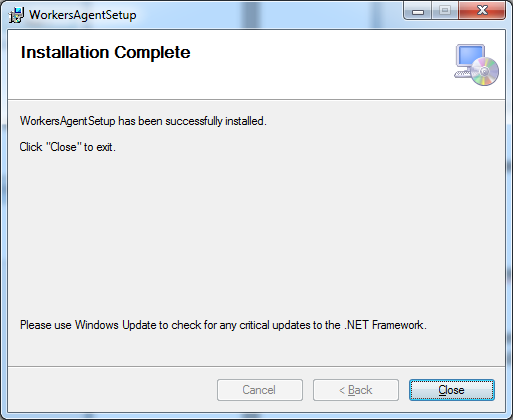 WorkersAgentSetup
Installation Complete
WorkersAgentSetup has been successfully installed.
Click "Close" to exit.
Please use Windows Update to check for any critical updates to the .NET Framework.
Cancel
< Back
Close